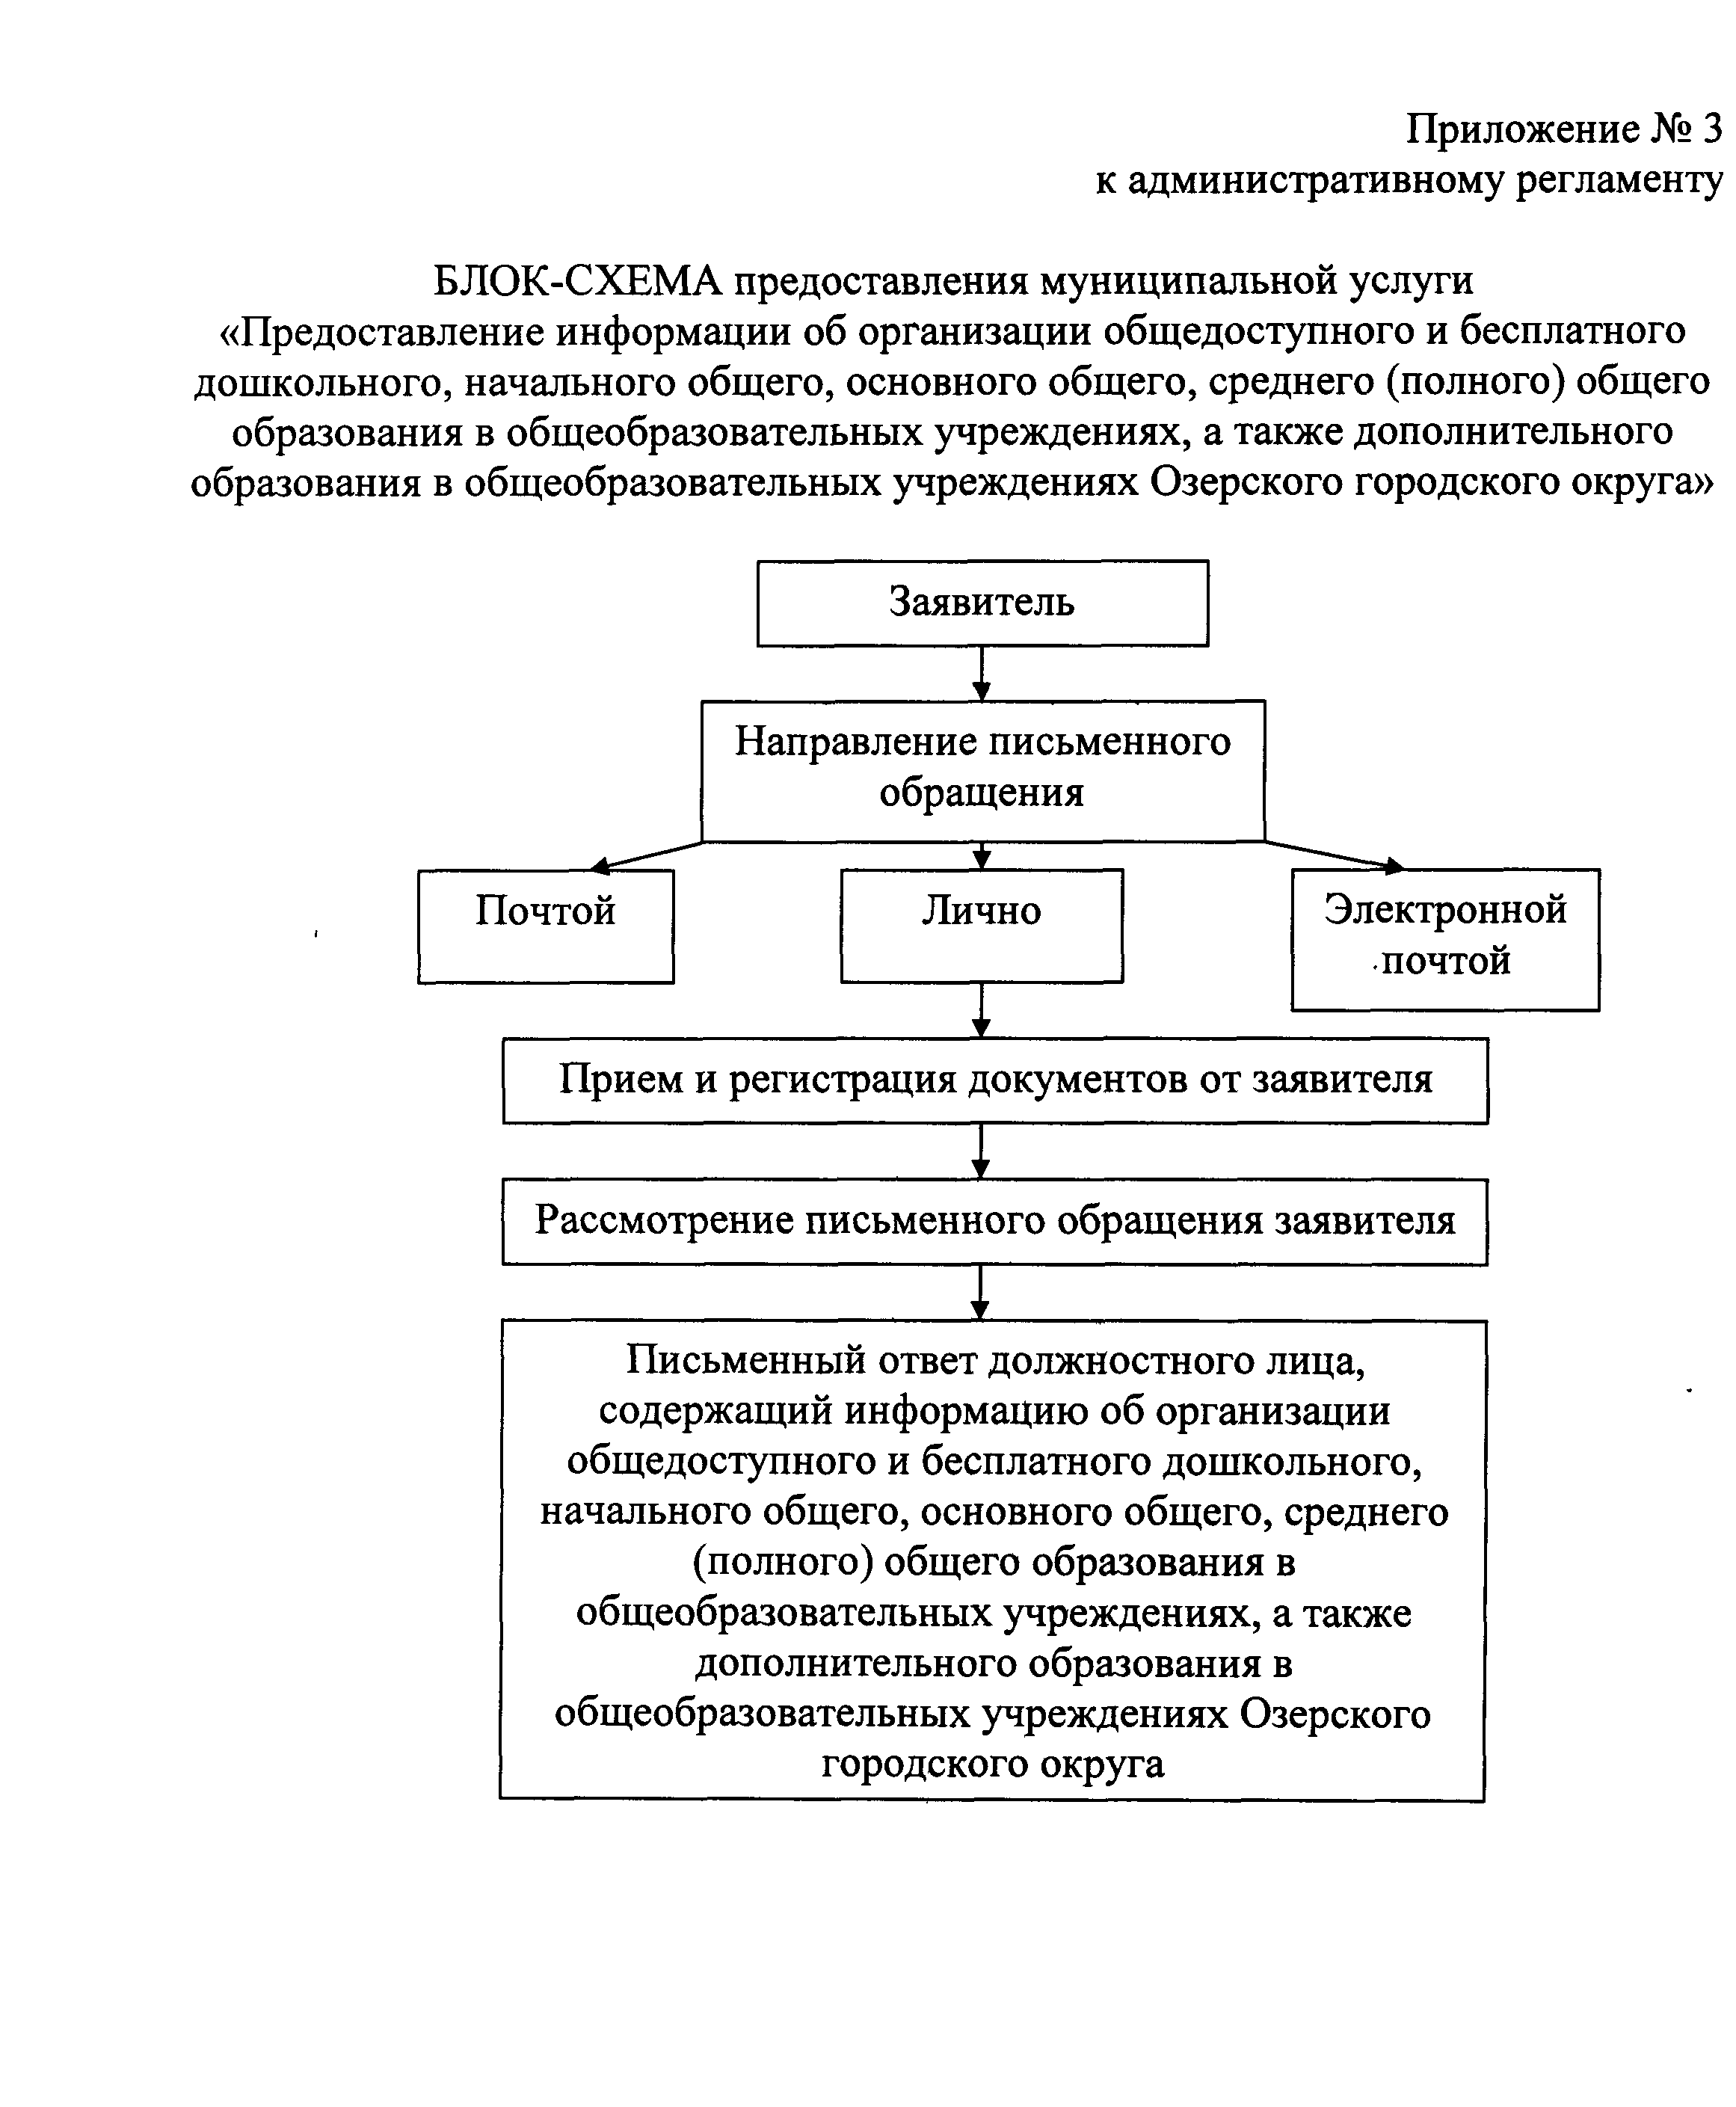 Приложение № 3
к административному регламенту
БЛОК-СХЕМА предоставления муниципальной услуги
«Предоставление информации об организации общедоступного и бесплатного
дошкольного, начального общего, основного общего, среднего (полного) общего
образования в общеобразовательных учреждениях, а также дополнительного
образования в общеобразовательных учреждениях Озерского городского округа»
Заявитель
Направление письменного
обращения
Почтой
Лично
Электронной
почтой
Прием и регистрация документов от заявителя
Рассмотрение письменного обращения заявителя
Письменный ответ должностного лица,
содержащий информацию об организации
общедоступного и бесплатного дошкольного,
начального общего, основного общего, среднего
(полного) общего образования в
общеобразовательных учреждениях, а также
дополнительного образования в
общеобразовательных учреждениях Озерского
городского округа